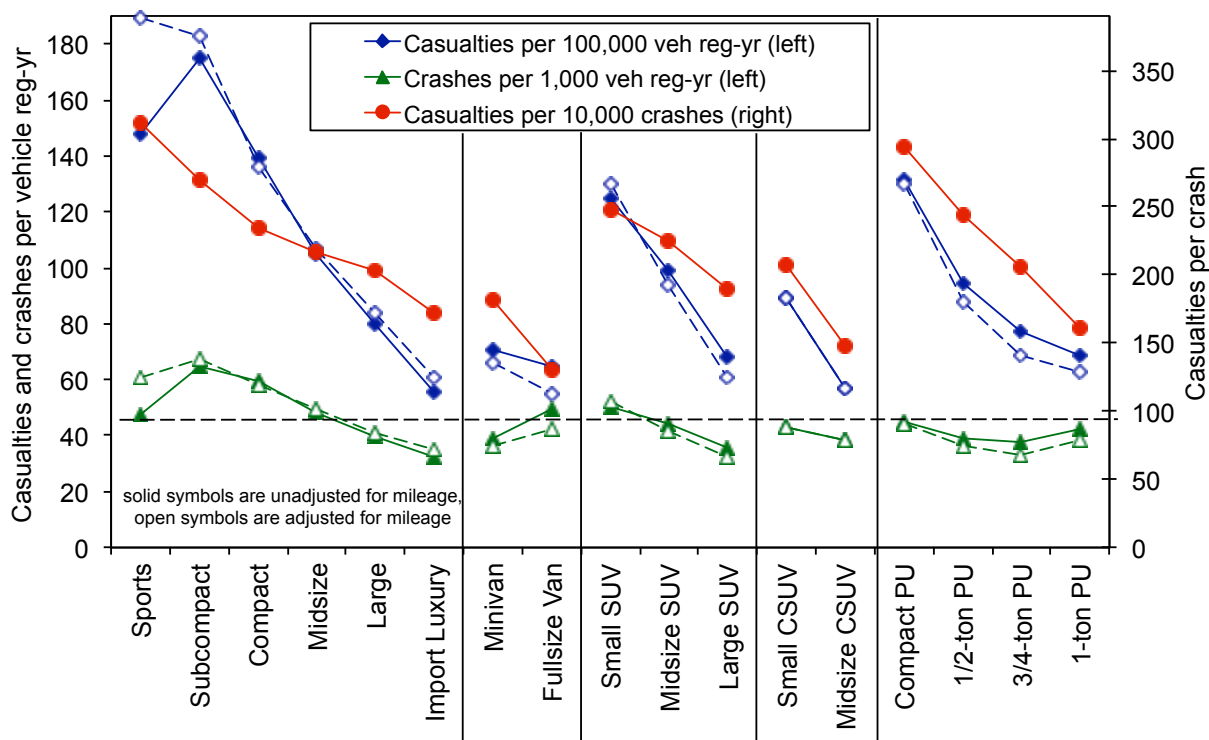 Casualties and crashes per vehicle reg-yr
180
160
140
120
100
80
60
40
20
0
Casualties per 100,000 veh reg-yr (left)
Crashes per 1,000 veh reg-yr (left)
Casualties per 10,000 crashes (right)
solid symbols are unadjusted for mileage,
open symbols are adjusted for mileage
350
300
250
200
150
100
50
0
Casualties per crash
Sports
Subcompact
Compact
Midsize
Large
Import Luxury
Minivan
Fullsize Van
Small SUV
Midsize SUV
Large SUV
Small CSUV
Midsize CSUV
Compact PU
1/2-ton PU
3/4-ton PU
1-ton PU